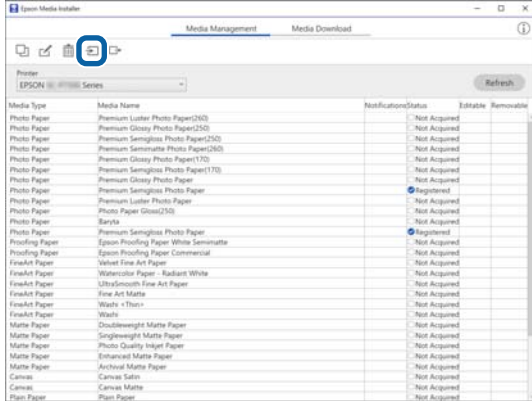 Epson Media Installer
Media Management Media Download
Printer
EPSON Series
Refresh
Media Type Media Name Notifications Status Editable Removable
Photo Paper Premium Luster Photo Paper(260) Not Acquired
Photo Paper Premium Glossy Photo Paper(250) Not Acquired
Photo Paper Premium Semigloss Photo Paper(250) Not Acquired
Photo Paper Premium Semimatte Photo Paper(260) Not Acquired
Photo Paper Premium Glossy Photo Paper(170) Not Acquired
Photo Paper Premium Semigloss Photo Paper(170) Not Acquired
Photo Paper Premium Glossy Photo Paper Not Acquired
Photo Paper Premium Semigloss Photo Paper Registered
Photo Paper Premium Luster Photo Paper Not Acquired
Photo Paper Photo Paper Gloss(250) Not Acquired
Photo Paper Baryta Not Acquired
Photo Paper Premium Semigloss Photo Paper Registered
Proofing Paper Epson Proofing Paper White Semimatte Not Acquired
Proofing Paper Epson Proofing Paper Commercial Not Acquired
FineArt Paper Velvet Fine Art Paper Not Acquired
FineArt Paper Watercolor Paper - Radiant White Not Acquired
FineArt Paper UltraSmooth Fine Art Paper Not Acquired
FineArt Paper Fine Art Matte Not Acquired
FineArt Paper Washi <Thin> Not Acquired
FineArt Paper Washi Not Acquired
Matte Paper Doubleweight Matte Paper Not Acquired
Matte Paper Singleweight Matte Paper Not Acquired
Matte Paper Photo Quality Inkjet Paper Not Acquired
Matte Paper Enhanced Matte Paper Not Acquired
Matte Paper Archival Matte Paper Not Acquired
Canvas Canvas Satin Not Acquired
Canvas Canvas Matte Not Acquired
Plain Paper Plain Paper Not Acquired